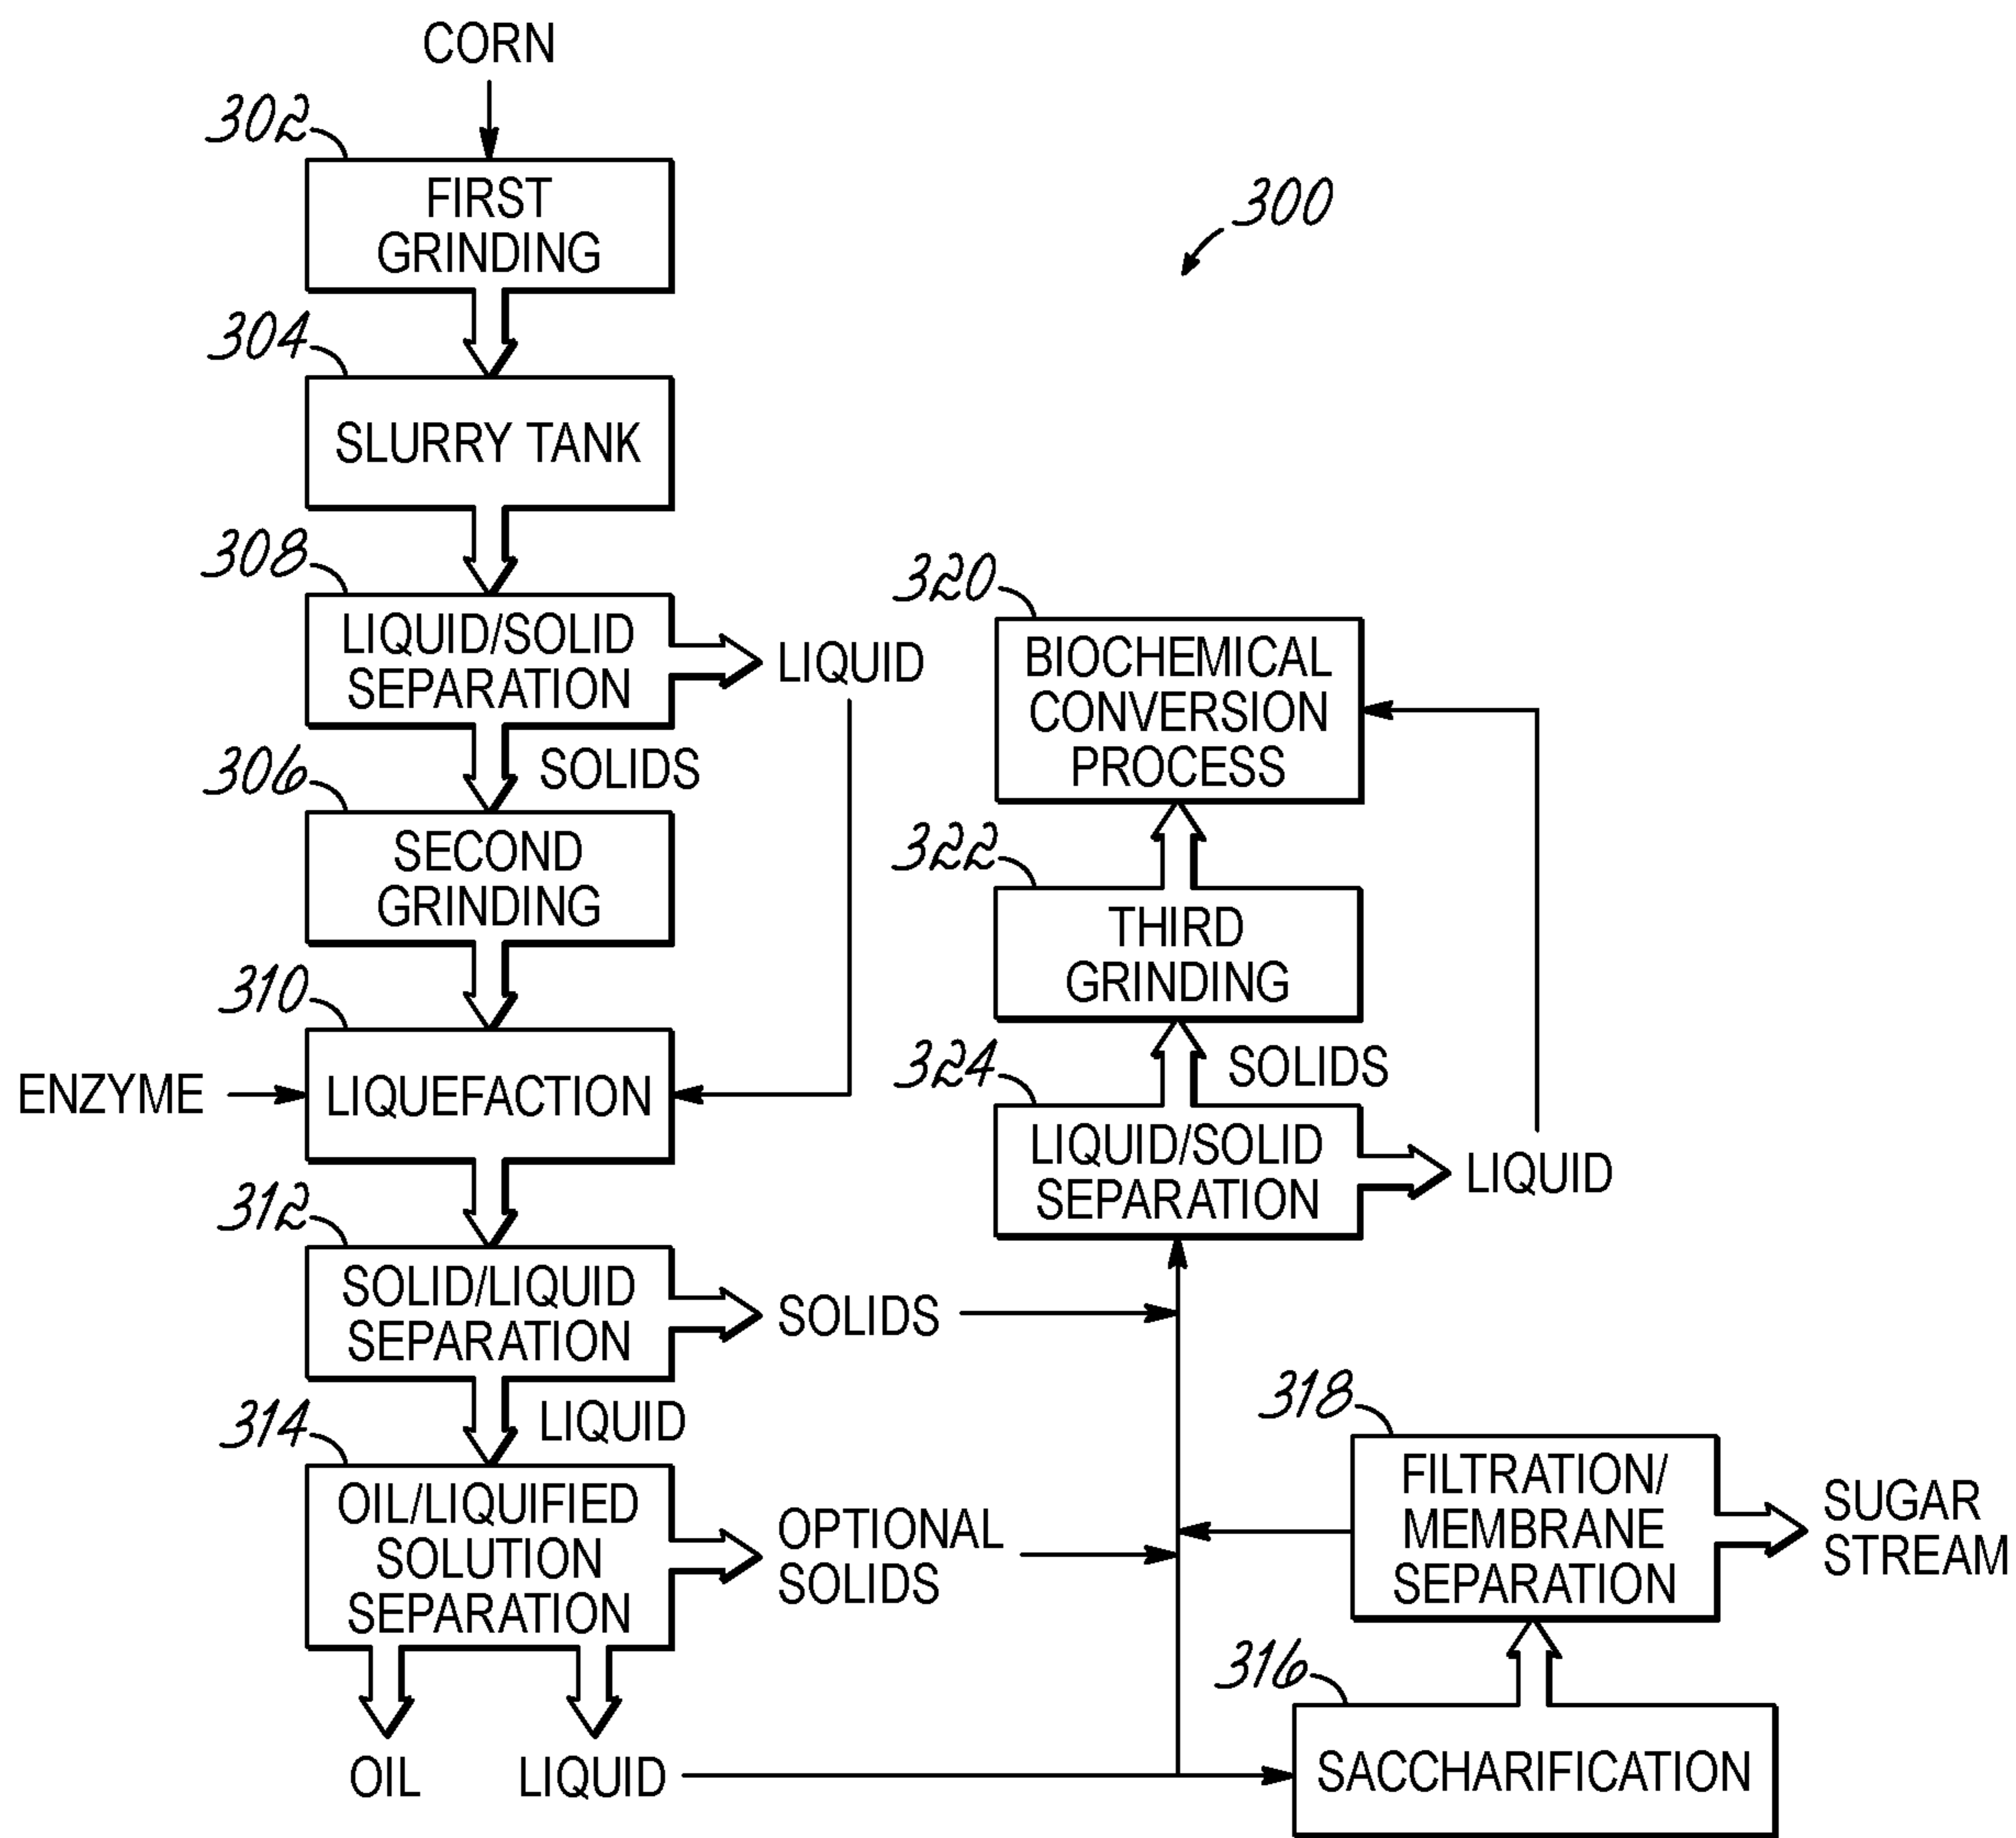 CORN
302
FIRST
GRINDING
300
304
SLURRY TANK
308
LIQUID/SOLID
SEPARATION
LIQUID
SOLIDS
306
SECOND
GRINDING
310
ENZYME
LIQUEFACTION
312
SOLID/LIQUID
SEPARATION
SOLIDS
LIQUID
314
OIL/LIQUIFIED
SOLUTION
SEPARATION
OPTIONAL
SOLIDS
OIL
LIQUID
320
BIOCHEMICAL
CONVERSION
PROCESS
322
THIRD
GRINDING
SOLIDS
324
LIQUID/SOLID
SEPARATION
LIQUID
318
FILTRATION/
MEMBRANE
SEPARATION
SUGAR
STREAM
316
SACCHARIFICATION